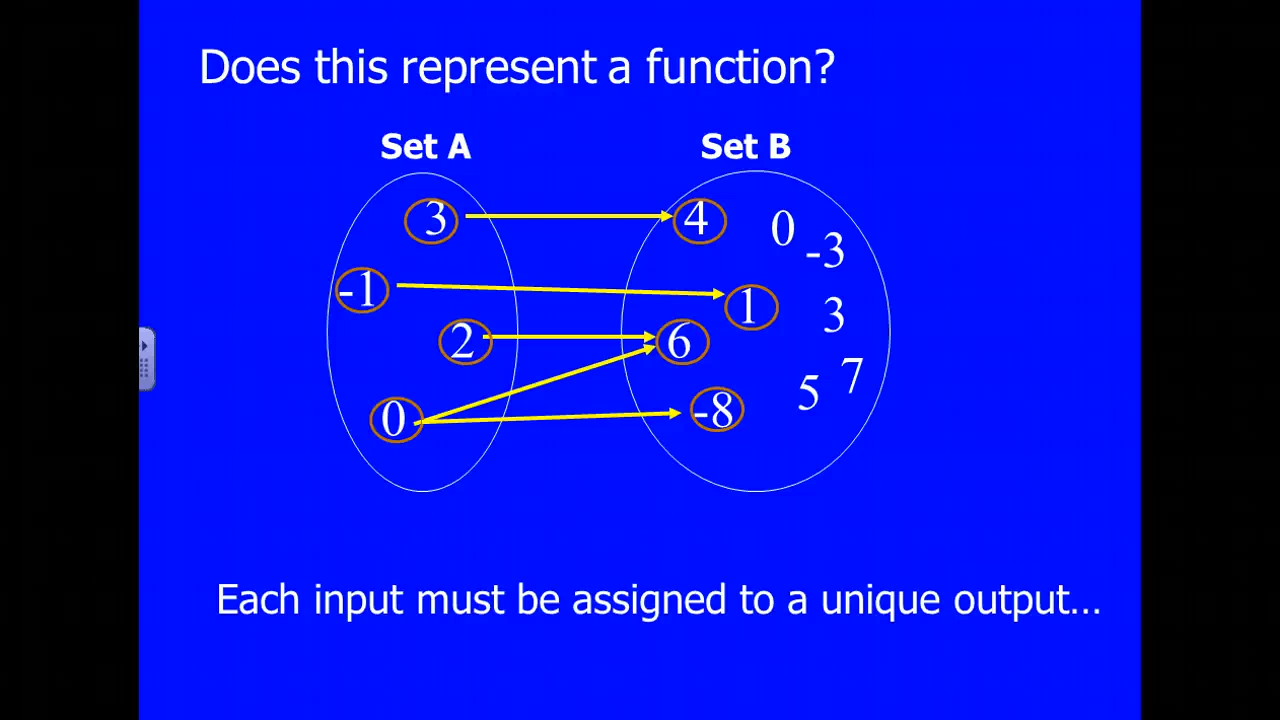 Does this represent a function?
Set A Set B
3 4 0
-3
-1 1 3
2 6
5 7
0 -8
Each input must be assigned to a unique output...